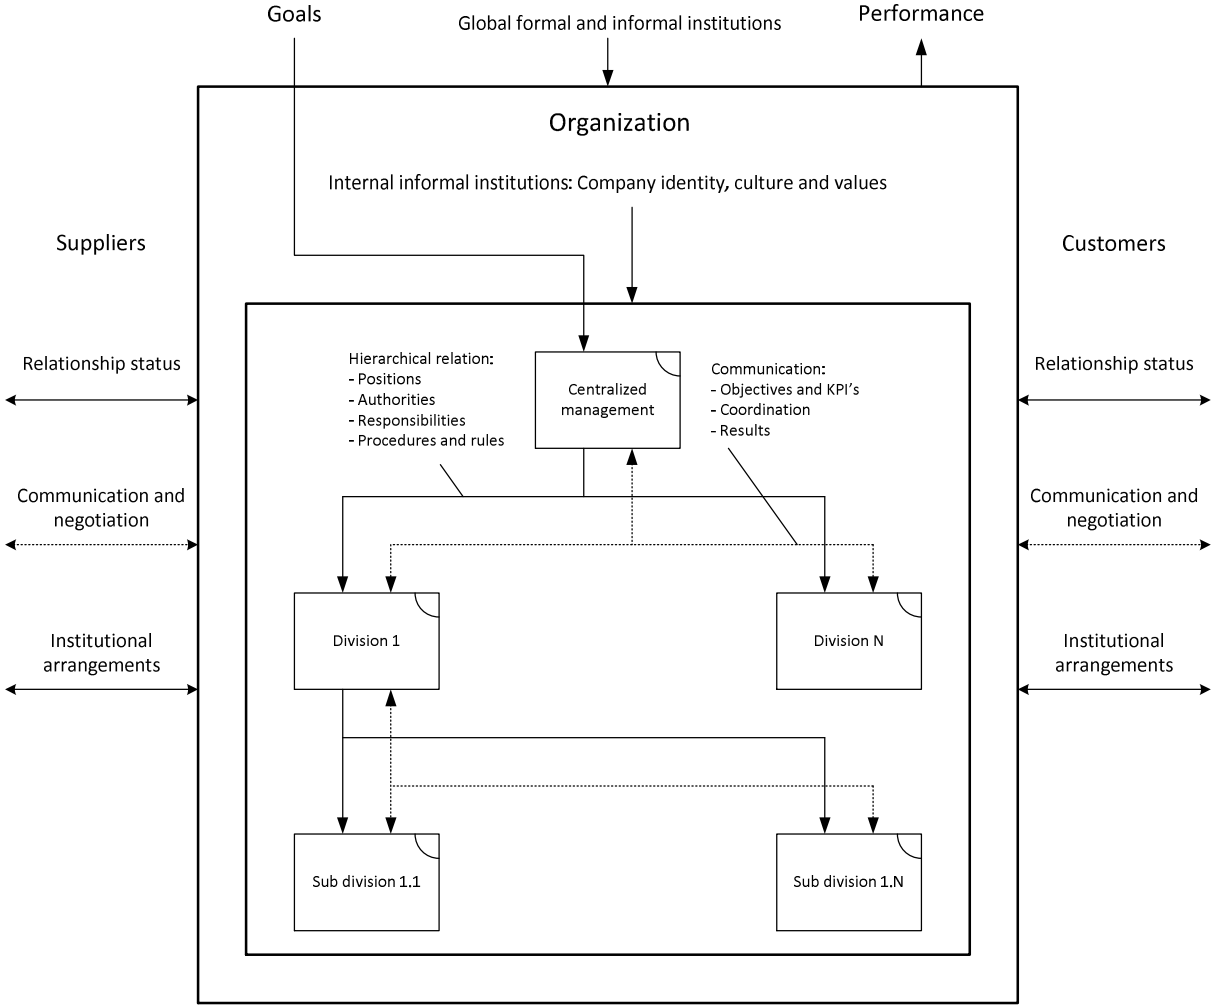 Goals
Global formal and informal institutions
Performance
Organization
Internal informal institutions: Company identity, culture and values
Suppliers
Customers
Relationship status
Hierarchical relation:
- Positions
- Authorities
- Responsibilities
- Procedures and rules
Centralized
management
Communication:
- Objectives and KPI's
- Coordination
- Results
Relationship status
Communication and
negotiation
Communication and
negotiation
Institutional
arrangements
Division 1
Division N
Institutional
arrangements
Sub division 1.1
Sub division 1.N